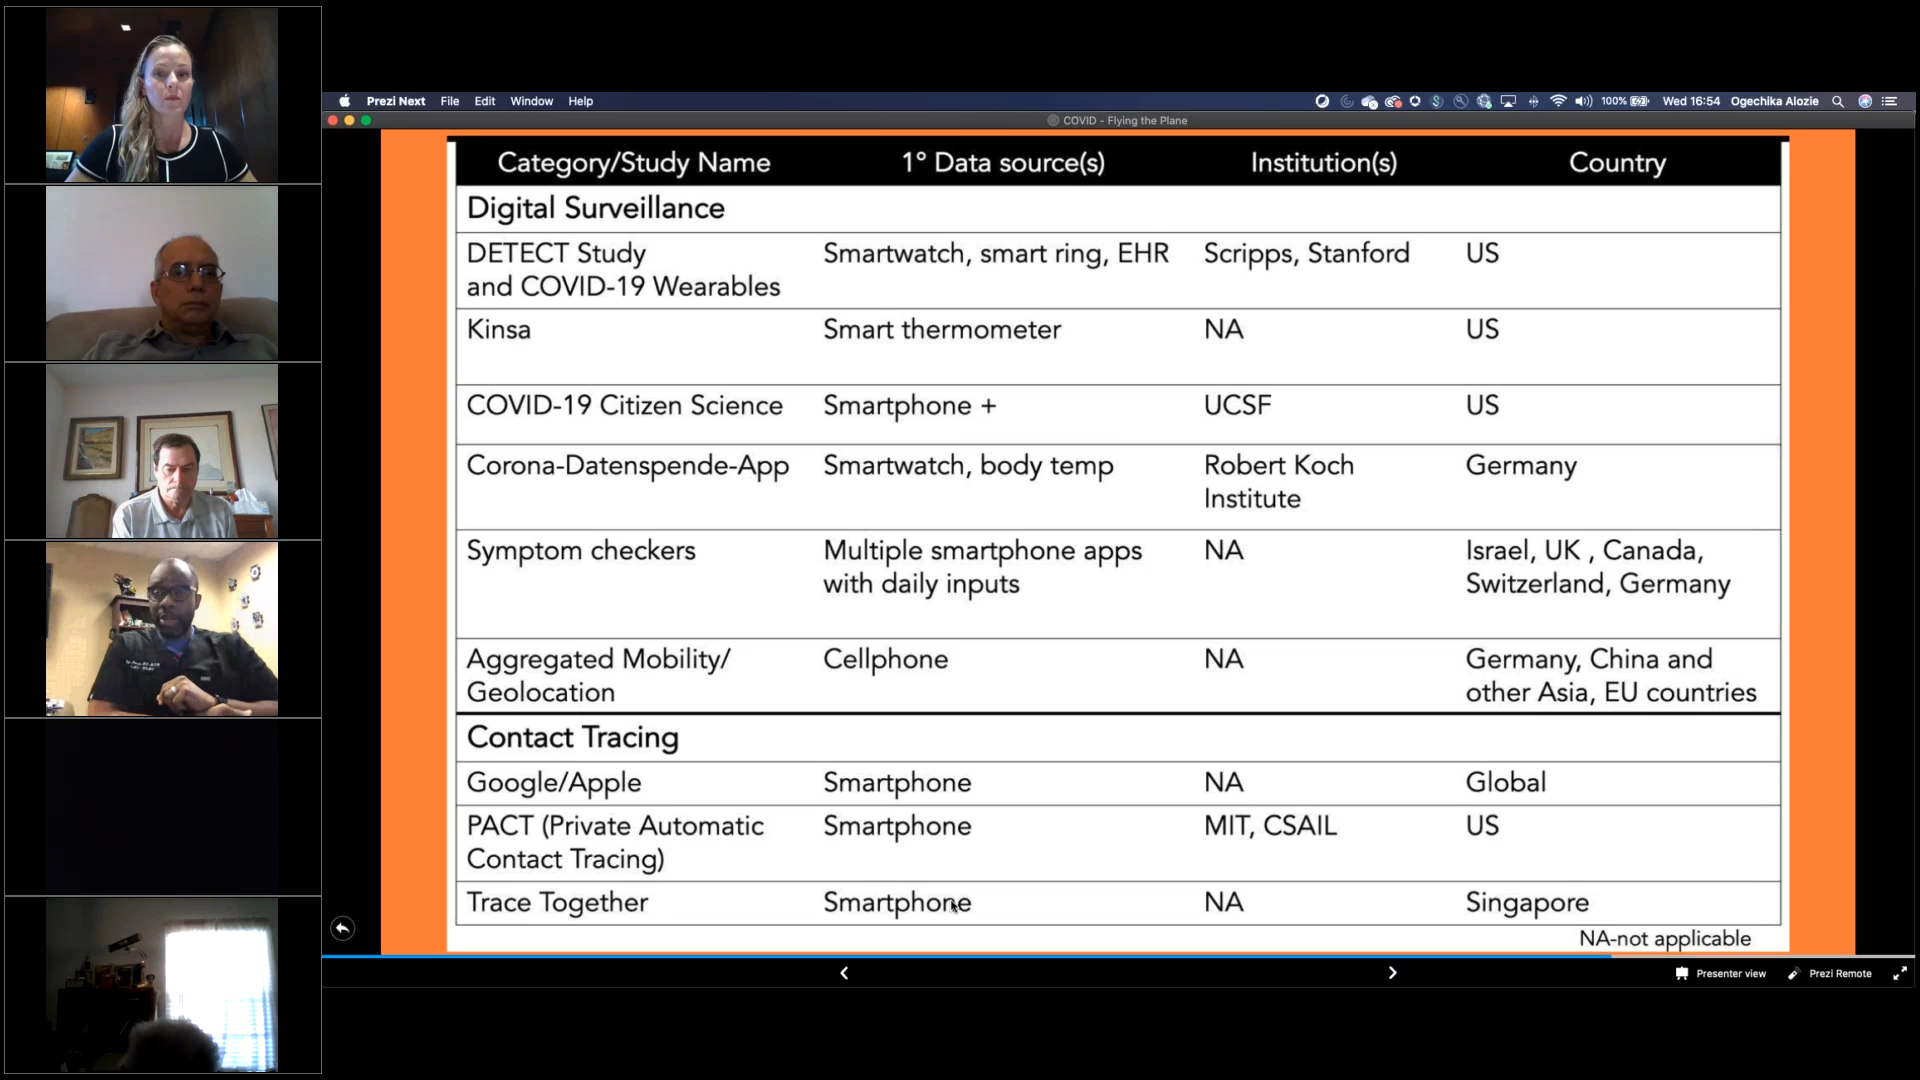 Prezi Next File Edit Window Help 100% Wed 16:54 Ogechika Alozie
COVID - Flying the Plane
Category/Study Name 1° Data source(s) Institution(s) Country
Digital Surveillance
DETECT Study Smartwatch, smart ring, EHR Scripps, Stanford US
and COVID-19 Wearables
Kinsa Smart thermometer NA US
COVID-19 Citizen Science Smartphone + UCSF US
Corona-Datenspende-App Smartwatch, body temp Robert Koch Germany
Institute
Symptom checkers Multiple smartphone apps NA Israel, UK , Canada,
with daily inputs Switzerland, Germany
Aggregated Mobility/ Cellphone NA Germany, China and
Geolocation other Asia, EU countries
Contact Tracing
Google/Apple Smartphone NA Global
PACT (Private Automatic Smartphone MIT, CSAIL US
Contact Tracing)
Trace Together Smartphone NA Singapore
NA-not applicable
Presenter view Prezi Remote